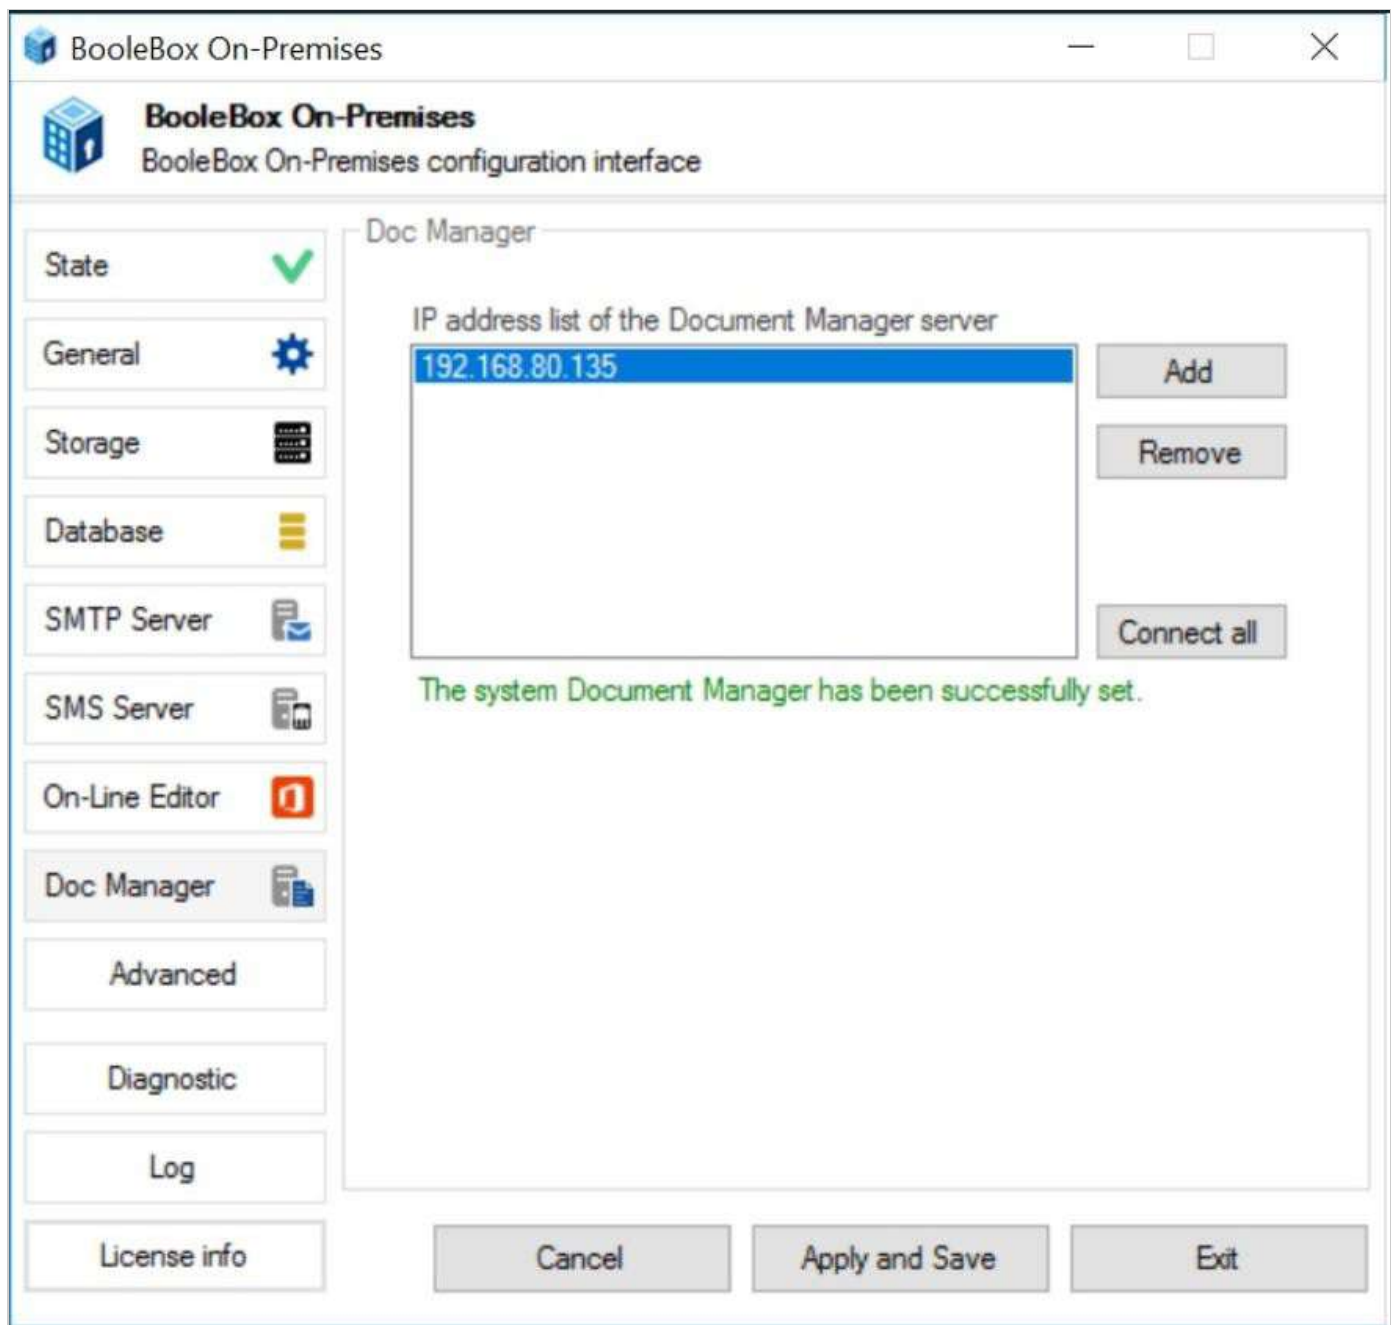 BooleBox On-Premises
BooleBox On-Premises
BooleBox On-Premises configuration interface
State
General
Storage
Database
SMTP Server
SMS Server
On-Line Editor
Doc Manager
Advanced
Diagnostic
Log
License info
Doc Manager
IP address list of the Document Manager server
192.168.80.135
Add
Remove
Connect all
The system Document Manager has been successfully set.
Cancel
Apply and Save
Exit